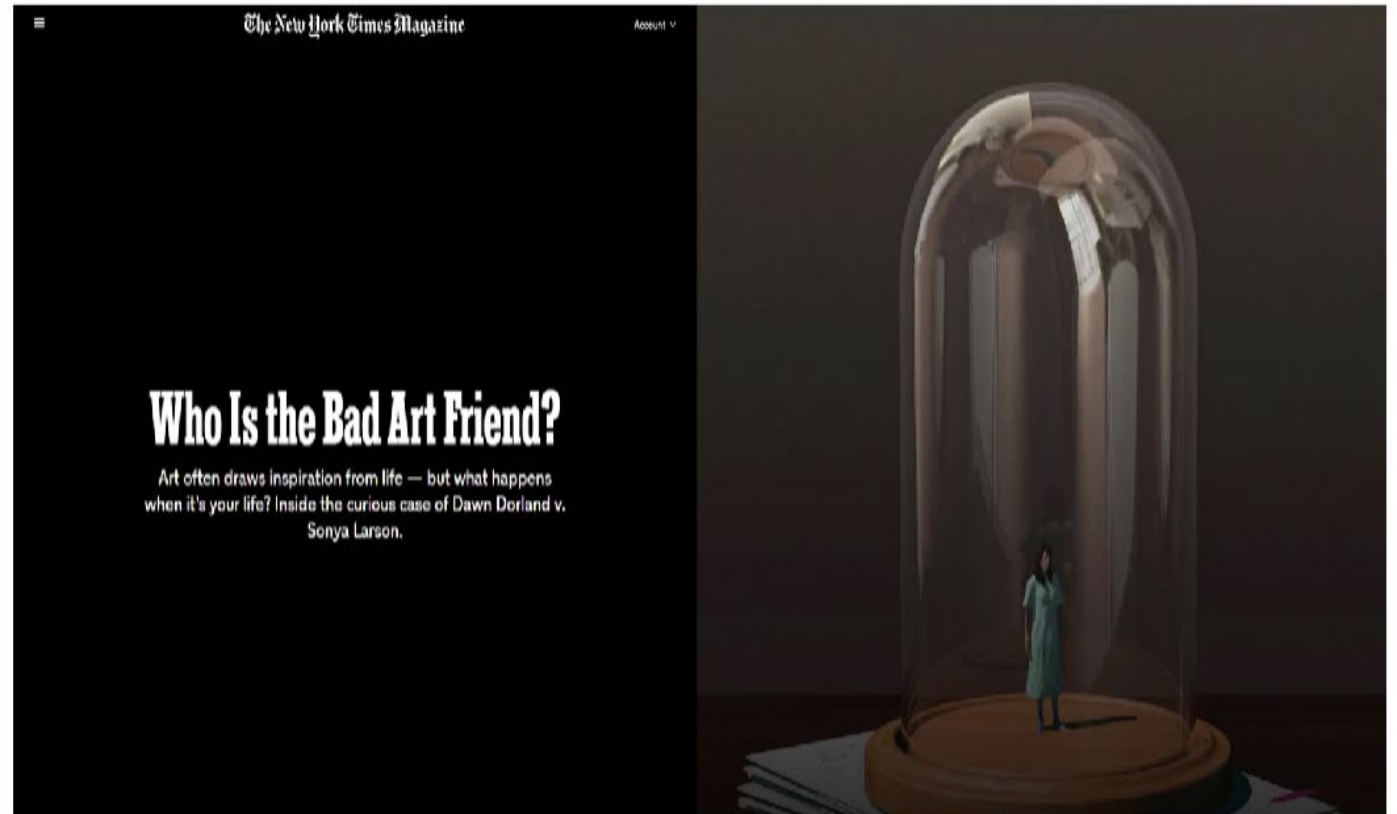 The New York Times Magazine
Account
Who Is the Bad Art Friend?
Art often draws inspiration from life — but what happens
when it's your life? Inside the curious case of Dawn Dorland v.
Sonya Larson.